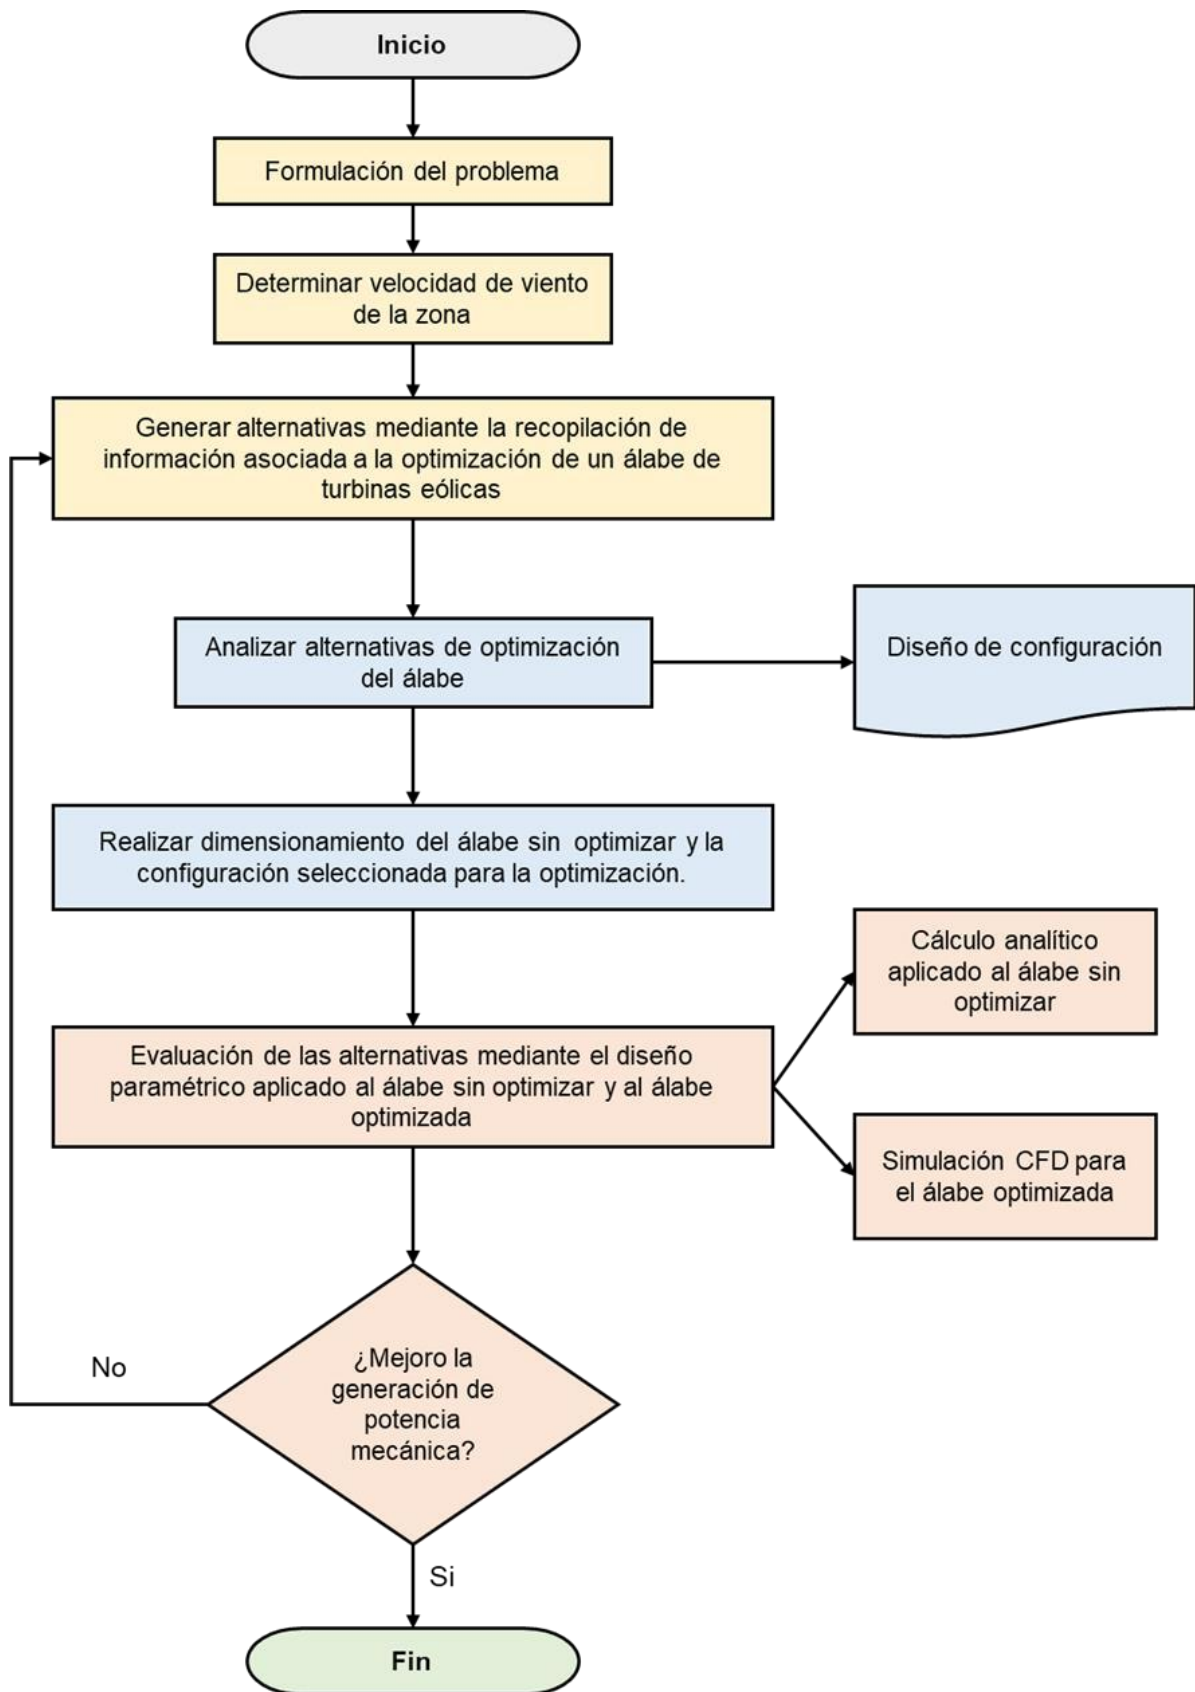 Inicio
Formulación del problema
Determinar velocidad de viento
de la zona
Generar alternativas mediante la recopilación de
información asociada a la optimización de un álabe de
turbinas eólicas
Analizar alternativas de optimización
del álabe
Diseño de configuración
Realizar dimensionamiento del álabe sin optimizar y la
configuración seleccionada para la optimización.
Evaluación de las alternativas mediante el diseño
paramétrico aplicado al álabe sin optimizar y al álabe
optimizada
Cálculo analítico
aplicado al álabe sin
optimizar
Simulación CFD para
el álabe optimizada
¿Mejoro la
generación de
potencia
mecánica?
No
Si
Fin